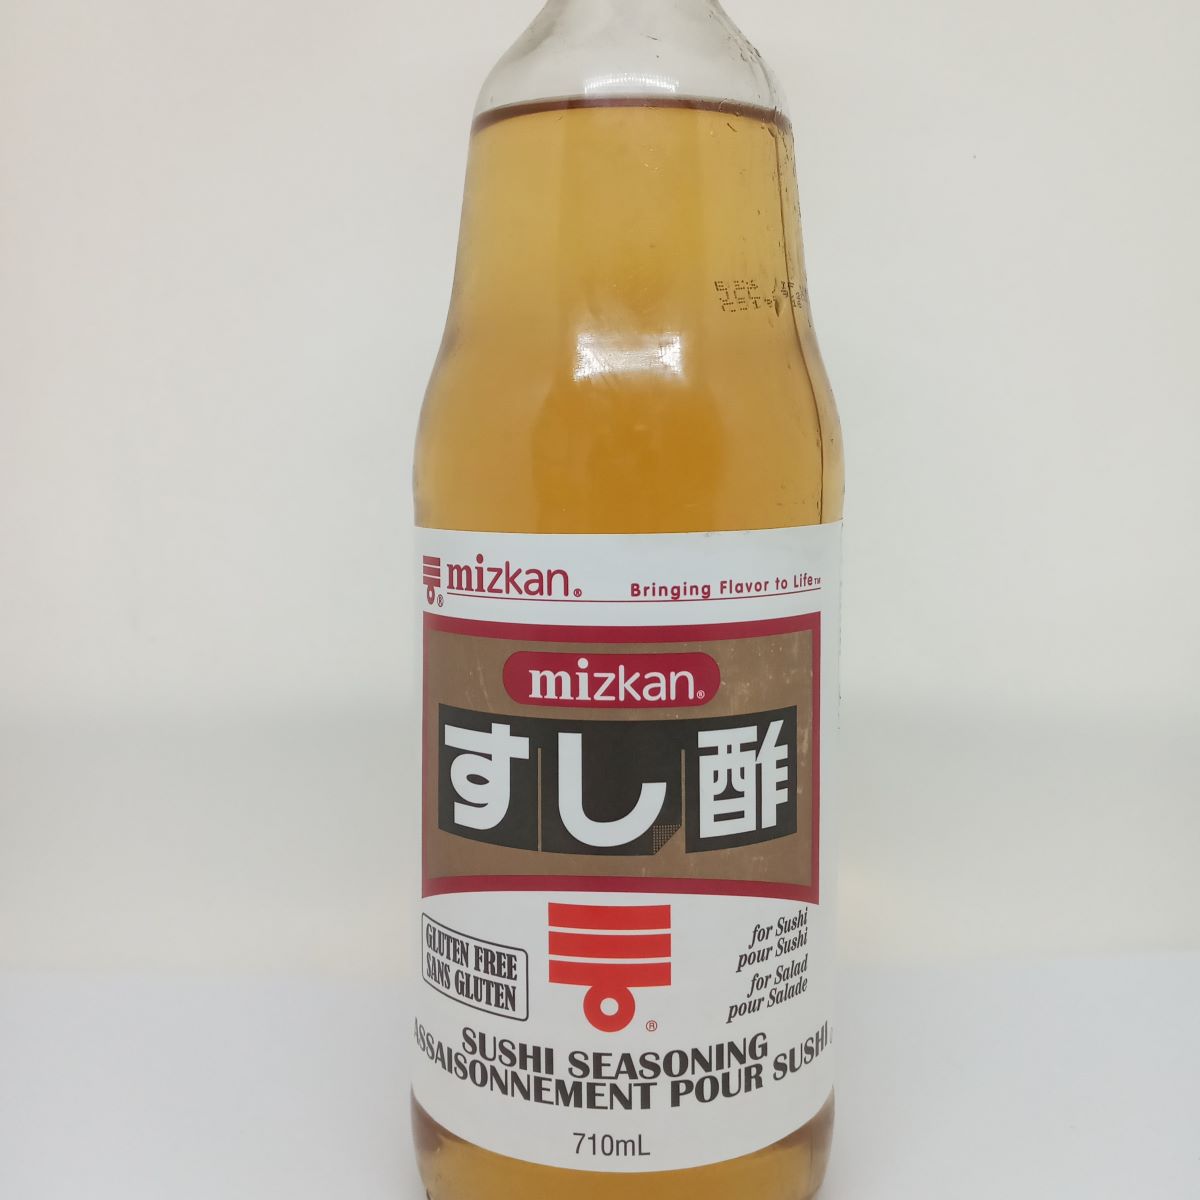 mizkan®
Bringing Flavor to Life™
mizkan®
すし酢
GLUTEN FREE
SANS GLUTEN
for Sushi
pour Sushi
for Salad
pour Salade
®
SUSHI SEASONING
ASSAISONNEMENT POUR SUSHI
710mL